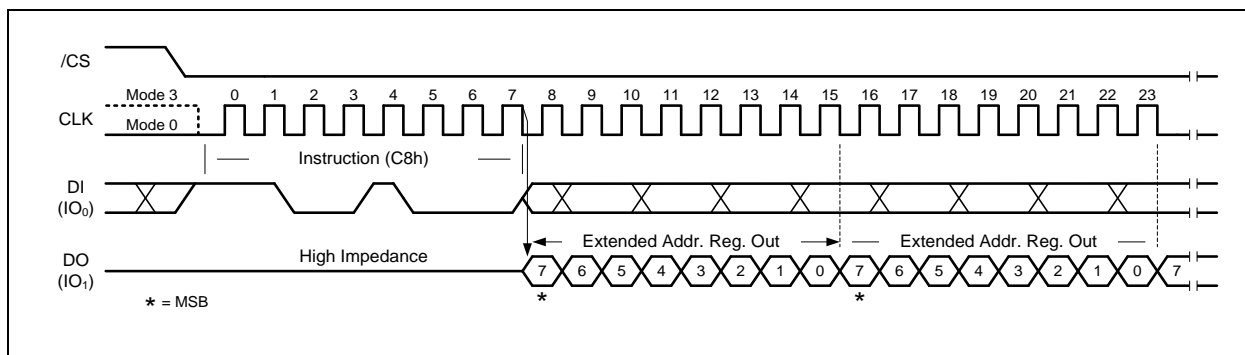 /CS
Mode 3
0 1 2 3 4 5 6 7 8 9 10 11 12 13 14 15 16 17 18 19 20 21 22 23
CLK
Mode 0
Instruction (C8h)
DI
(IO₀)
Extended Addr. Reg. Out Extended Addr. Reg. Out
High Impedance
DO
(IO₁)
7 6 5 4 3 2 1 0 7 6 5 4 3 2 1 0 7
* *
* = MSB